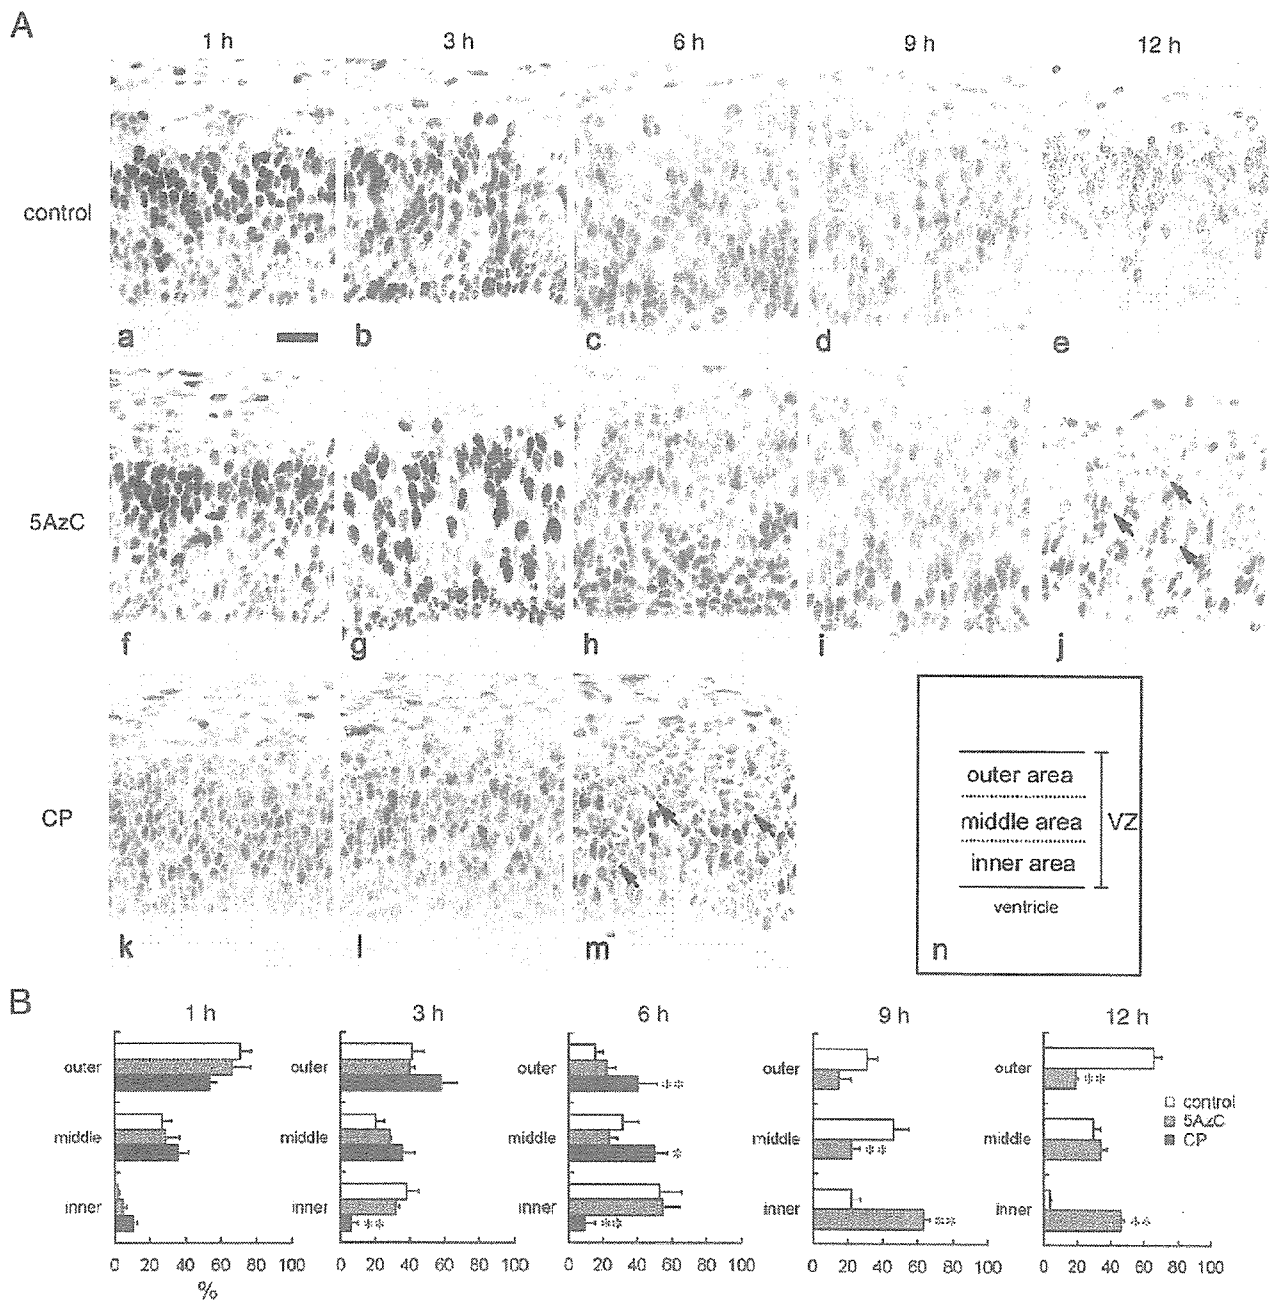 A
1 h 3 h 6 h 9 h 12 h
control
a b c d e
5AzC
f g h i j
CP
k l m n
outer area
middle area
inner area
VZ
ventricle
B
1 h 3 h 6 h 9 h 12 h
outer outer outer outer outer
** **
middle middle middle middle middle
* **
inner inner inner inner inner
** ** ** **
control
5AzC
CP
0 20 40 60 80 100 0 20 40 60 80 100 0 20 40 60 80 100 0 20 40 60 80 100 0 20 40 60 80 100
%